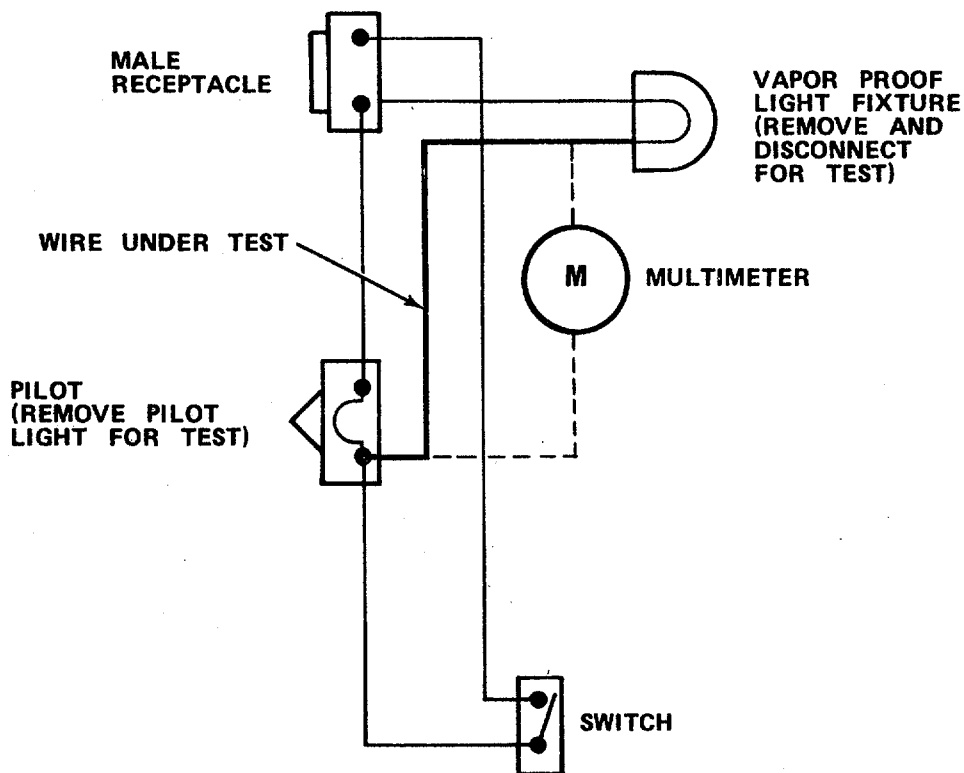 MALE
RECEPTACLE
VAPOR PROOF
LIGHT FIXTURE
(REMOVE AND
DISCONNECT
FOR TEST)
WIRE UNDER TEST
M
MULTIMETER
PILOT
(REMOVE PILOT
LIGHT FOR TEST)
SWITCH